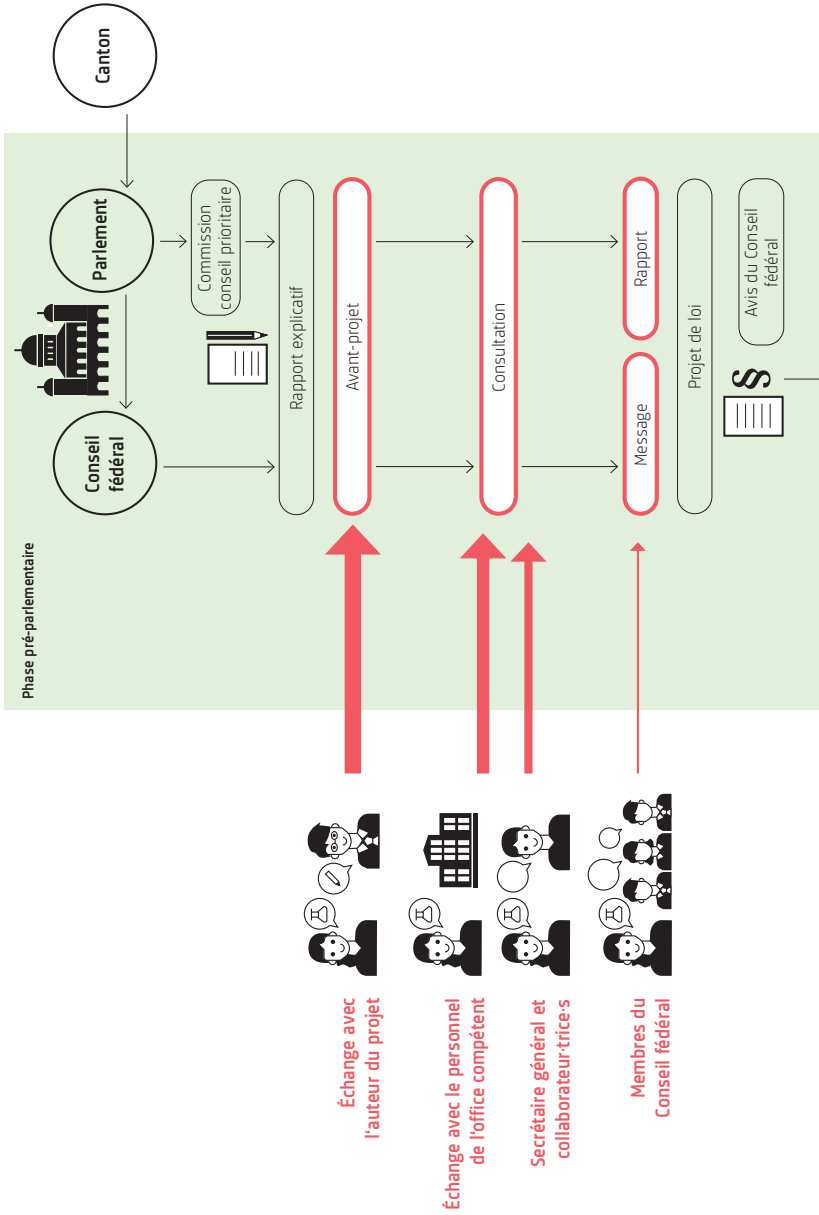 Phase pré-parlementaire
Canton
Parlement
Conseil
fédéral
Commission
conseil prioritaire
Rapport explicatif
Avant-projet
Consultation
Message
Rapport
Projet de loi
§
Avis du Conseil
fédéral
Échange avec
l'auteur du projet
Échange avec le personnel
de l'office compétent
Secrétaire général et
collaborateur·trice·s
Membres du
Conseil fédéral